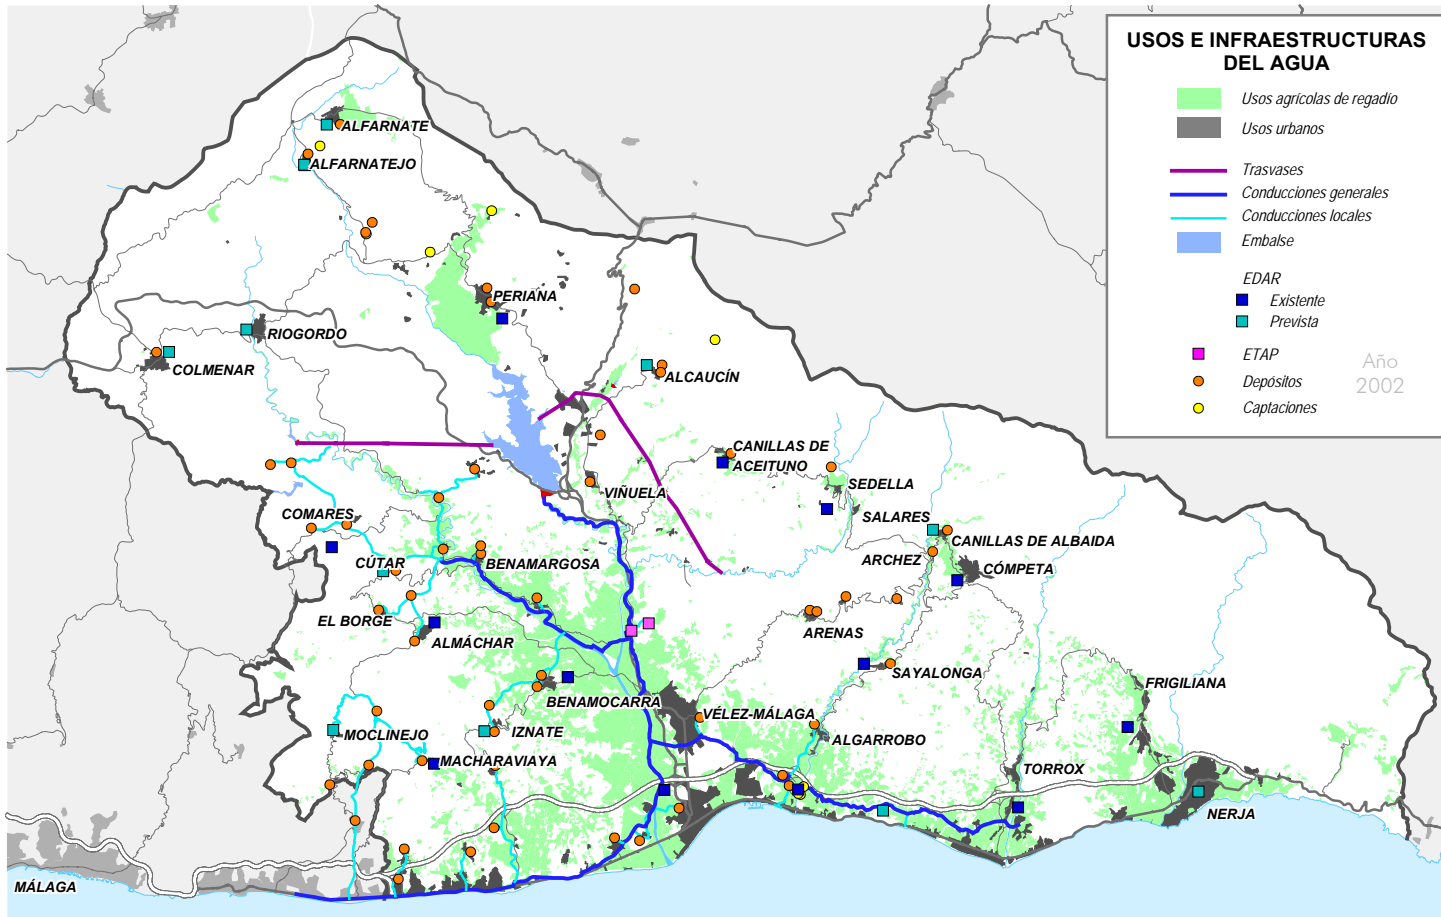 USOS E INFRAESTRUCTURAS
DEL AGUA
Usos agrícolas de regadío
Usos urbanos
Trasvases
Conducciones generales
Conducciones locales
Embalse
EDAR
Existente
Prevista
ETAP
Depósitos
Captaciones
Año
2002
ALFARNATE
ALFARNATEJO
PERIANA
RIOGORDO
COLMENAR
ALCAUCÍN
CANILLAS DE
ACEITUNO
VIÑUELA
SEDELLA
COMARES
SALARES
CANILLAS DE ALBAIDA
ARCHEZ
CÚTAR
BENAMARGOSA
CÓMPETA
EL BORGE
ARENAS
ALMÁCHAR
SAYALONGA
FRIGILIANA
BENAMOCARRA
VÉLEZ-MÁLAGA
MOCLINEJO
IZNATE
ALGARROBO
MACHARAVIAYA
TORROX
NERJA
MÁLAGA